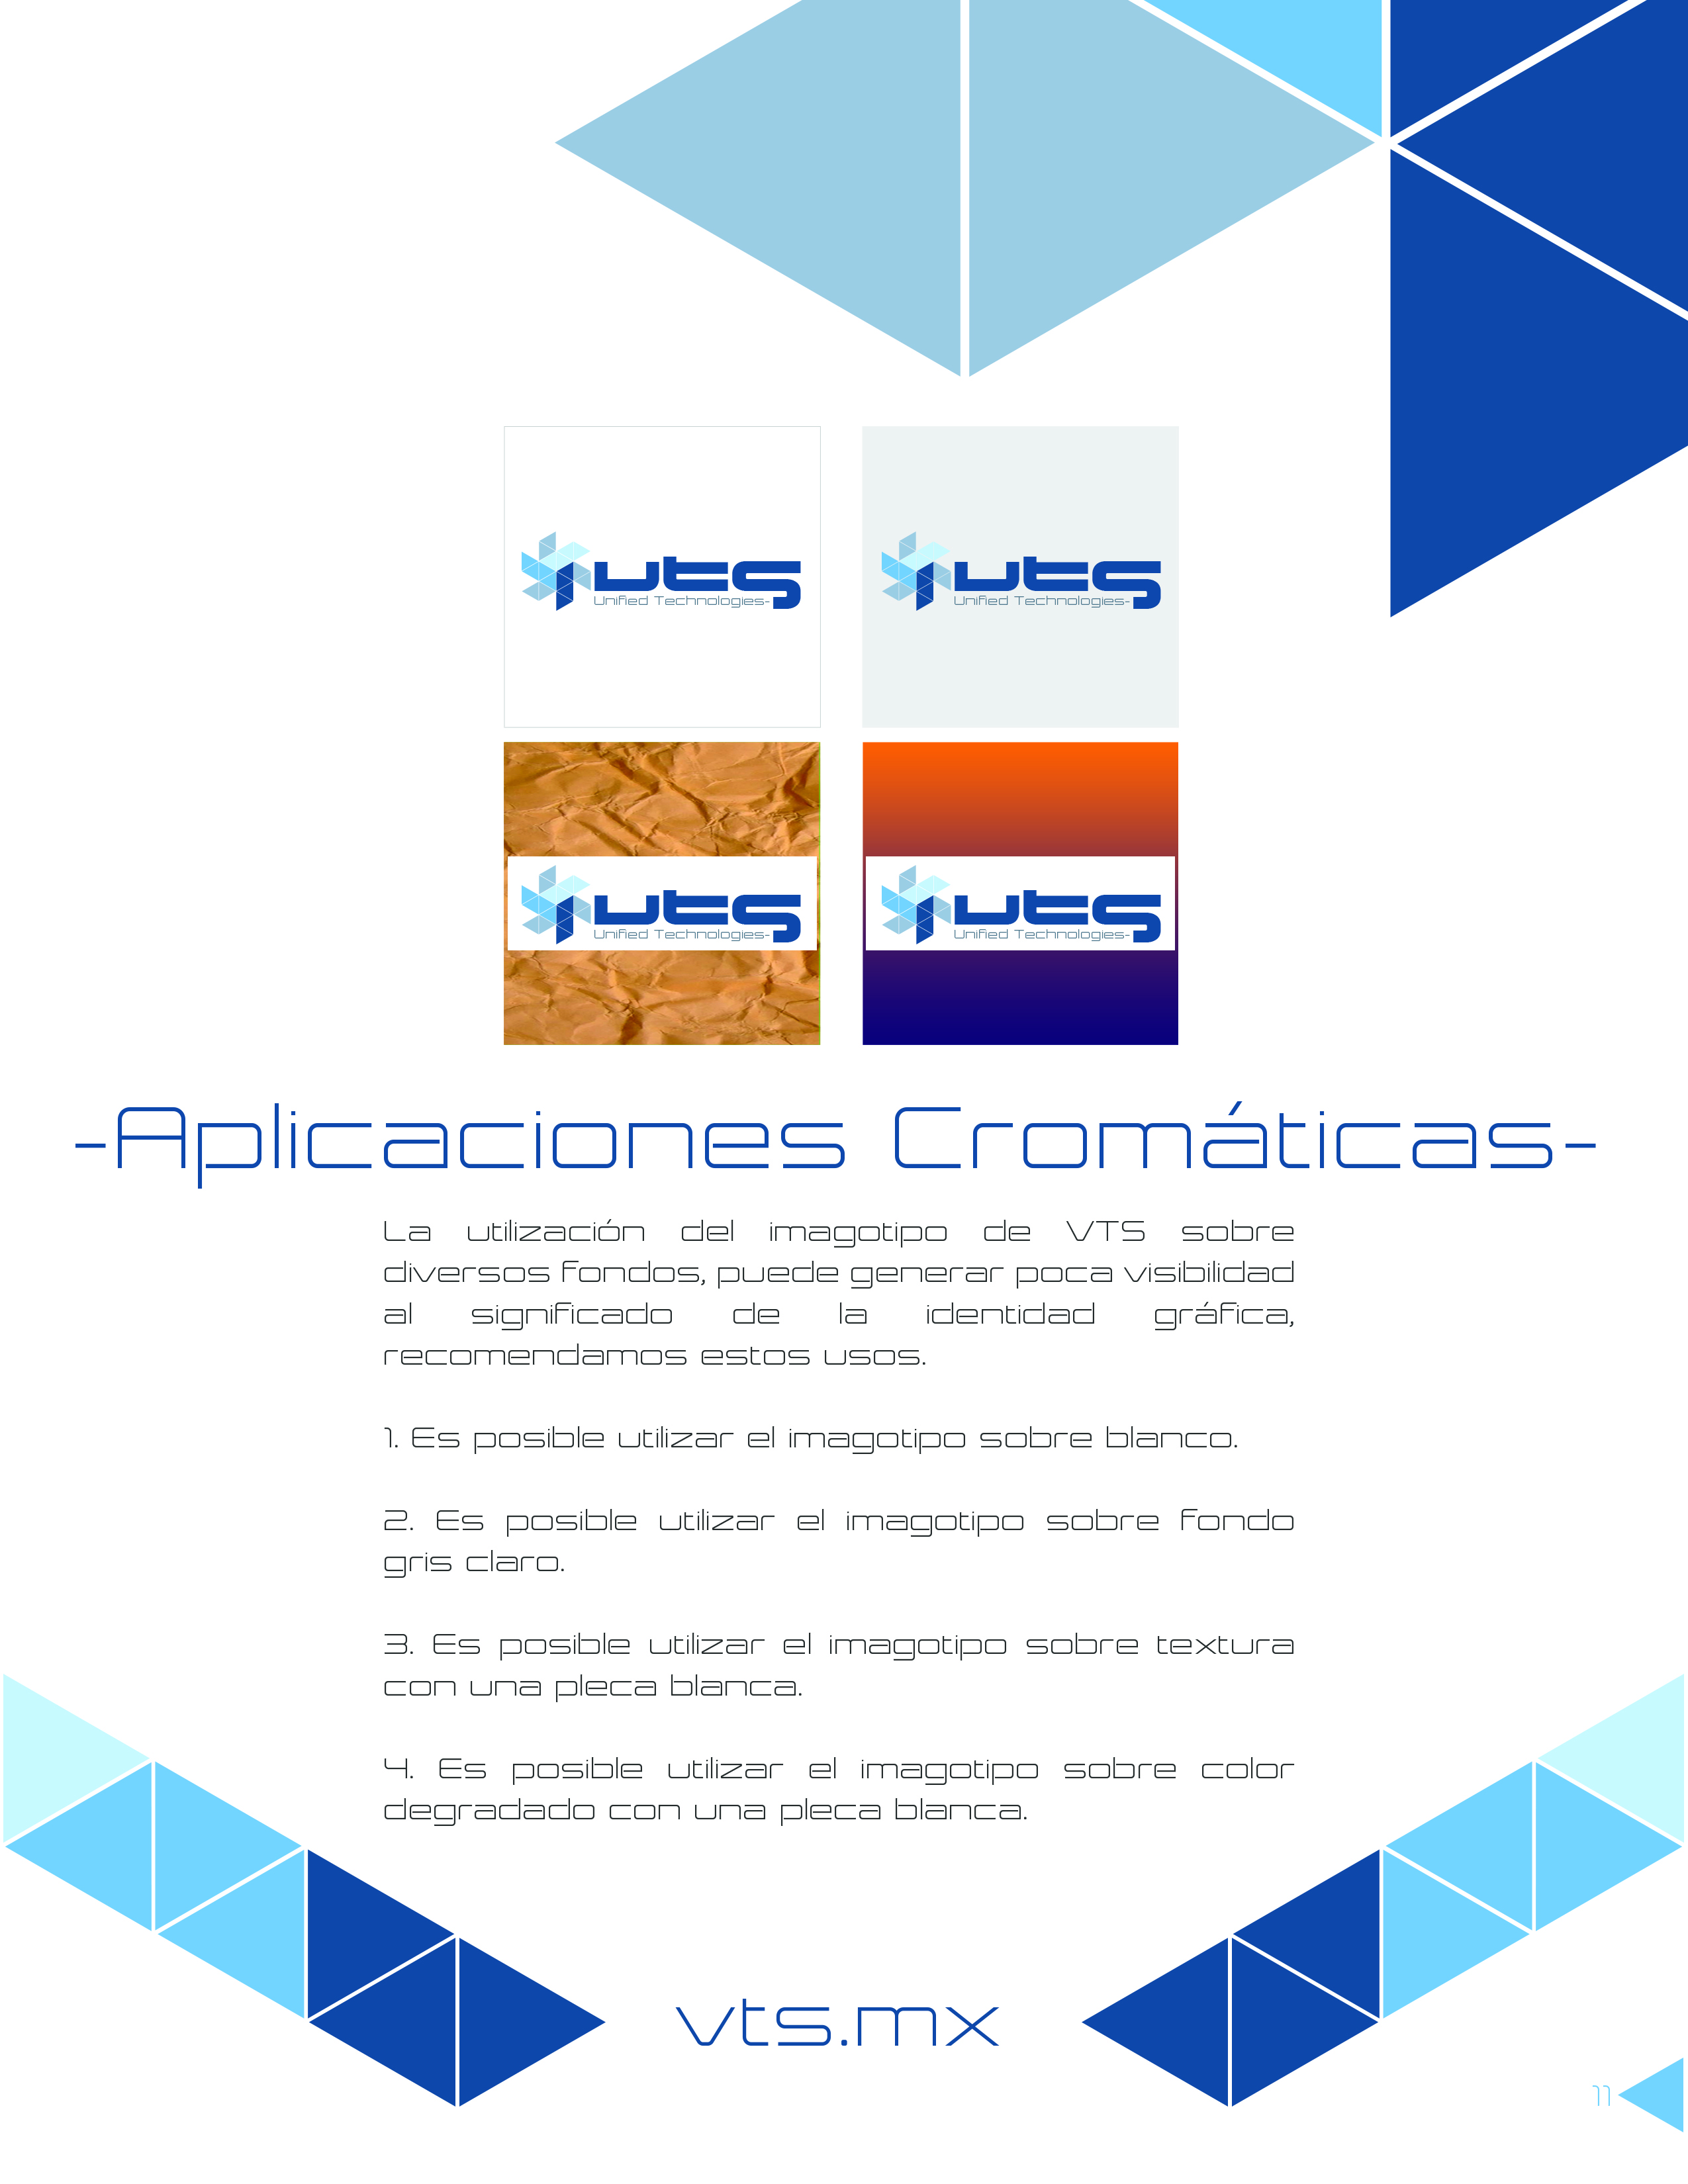 vts
Unified Technologies-
vts
Unified Technologies-
vts
Unified Technologies-
vts
Unified Technologies-
-Aplicaciones Cromáticas-
La utilización del imagotipo de VTS sobre
diversos fondos, puede generar poca visibilidad
al significado de la identidad gráfica,
recomendamos estos usos.
1. Es posible utilizar el imagotipo sobre blanco.
2. Es posible utilizar el imagotipo sobre fondo
gris claro.
3. Es posible utilizar el imagotipo sobre textura
con una pleca blanca.
4. Es posible utilizar el imagotipo sobre color
degradado con una pleca blanca.
vts.mx
11